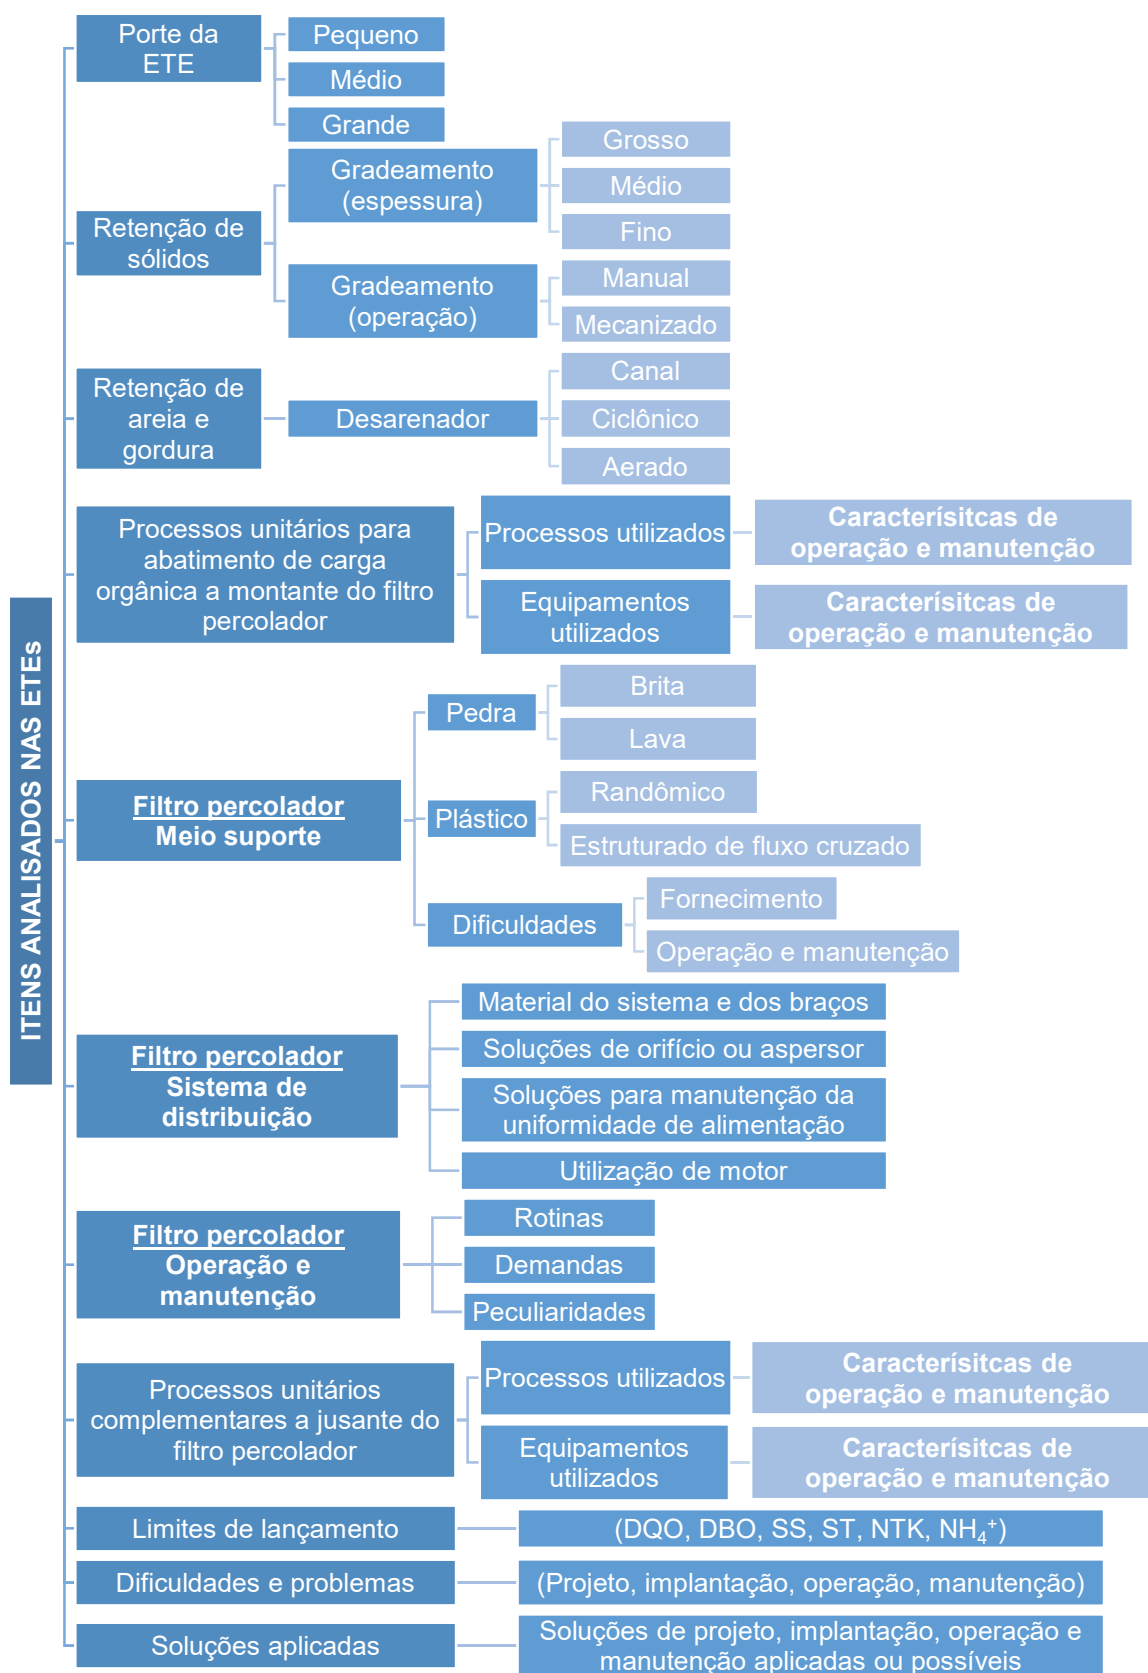 ITENS ANALISADOS NAS ETEs
Porte da
ETE
Pequeno
Médio
Grande
Retenção de
sólidos
Gradeamento
(espessura)
Grosso
Médio
Fino
Gradeamento
(operação)
Manual
Mecanizado
Retenção de
areia e
gordura
Desarenador
Canal
Ciclônico
Aerado
Processos unitários para
abatimento de carga
orgânica a montante do filtro
percolador
Processos utilizados
Caracterísitcas de
operação e manutenção
Equipamentos
utilizados
Caracterísitcas de
operação e manutenção
Filtro percolador
Meio suporte
Pedra
Brita
Lava
Plástico
Randômico
Estruturado de fluxo cruzado
Dificuldades
Fornecimento
Operação e manutenção
Filtro percolador
Sistema de
distribuição
Material do sistema e dos braços
Soluções de orifício ou aspersor
Soluções para manutenção da
uniformidade de alimentação
Utilização de motor
Filtro percolador
Operação e
manutenção
Rotinas
Demandas
Peculiaridades
Processos unitários
complementares a jusante do
filtro percolador
Processos utilizados
Caracterísitcas de
operação e manutenção
Equipamentos
utilizados
Caracterísitcas de
operação e manutenção
Limites de lançamento
(DQO, DBO, SS, ST, NTK, NH₄⁺)
Dificuldades e problemas
(Projeto, implantação, operação, manutenção)
Soluções aplicadas
Soluções de projeto, implantação, operação e
manutenção aplicadas ou possíveis